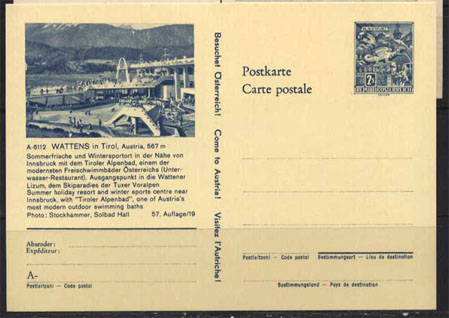 A-6112 WATTENS in Tirol, Austria, 567 m
Sommerfrische und Wintersport in der Nähe von
Innsbruck mit dem Tiroler Alpenbad, einem der
modernsten Freischwimmbäder Österreichs (Unter-
wasser-Restaurant). Ausgangspunkt in die Wattener
Lizum, dem Skiparadies der Tuxer Voralpen
Summer holiday resort and winter sports centre near
Innsbruck, with "Tiroler Alpenbad", one of Austria's
most modern outdoor swimming baths
Photo: Stockhammer, Solbad Hall 57. Auflage/19
Absender:
Expéditeur:
A-
Postleitzahl - Code postal
Besuchet Österreich! Come to Austria! Visitez l'Autriche!
Postkarte
Carte postale
2
REPUBLIK ÖSTERREICH
Postleitzahl - Code postal Bestimmungsort - Lieu de destination
Bestimmungsland - Pays de destination